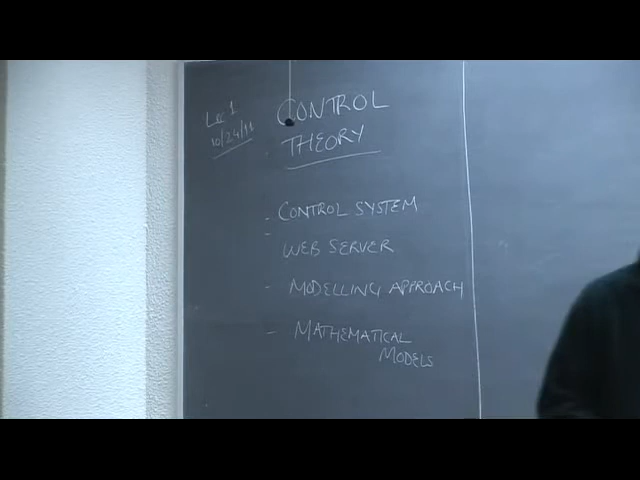 Lec 1
10/24/11
CONTROL
THEORY
- CONTROL SYSTEM
- WEB SERVER
- MODELLING APPROACH
- MATHEMATICAL
MODELS